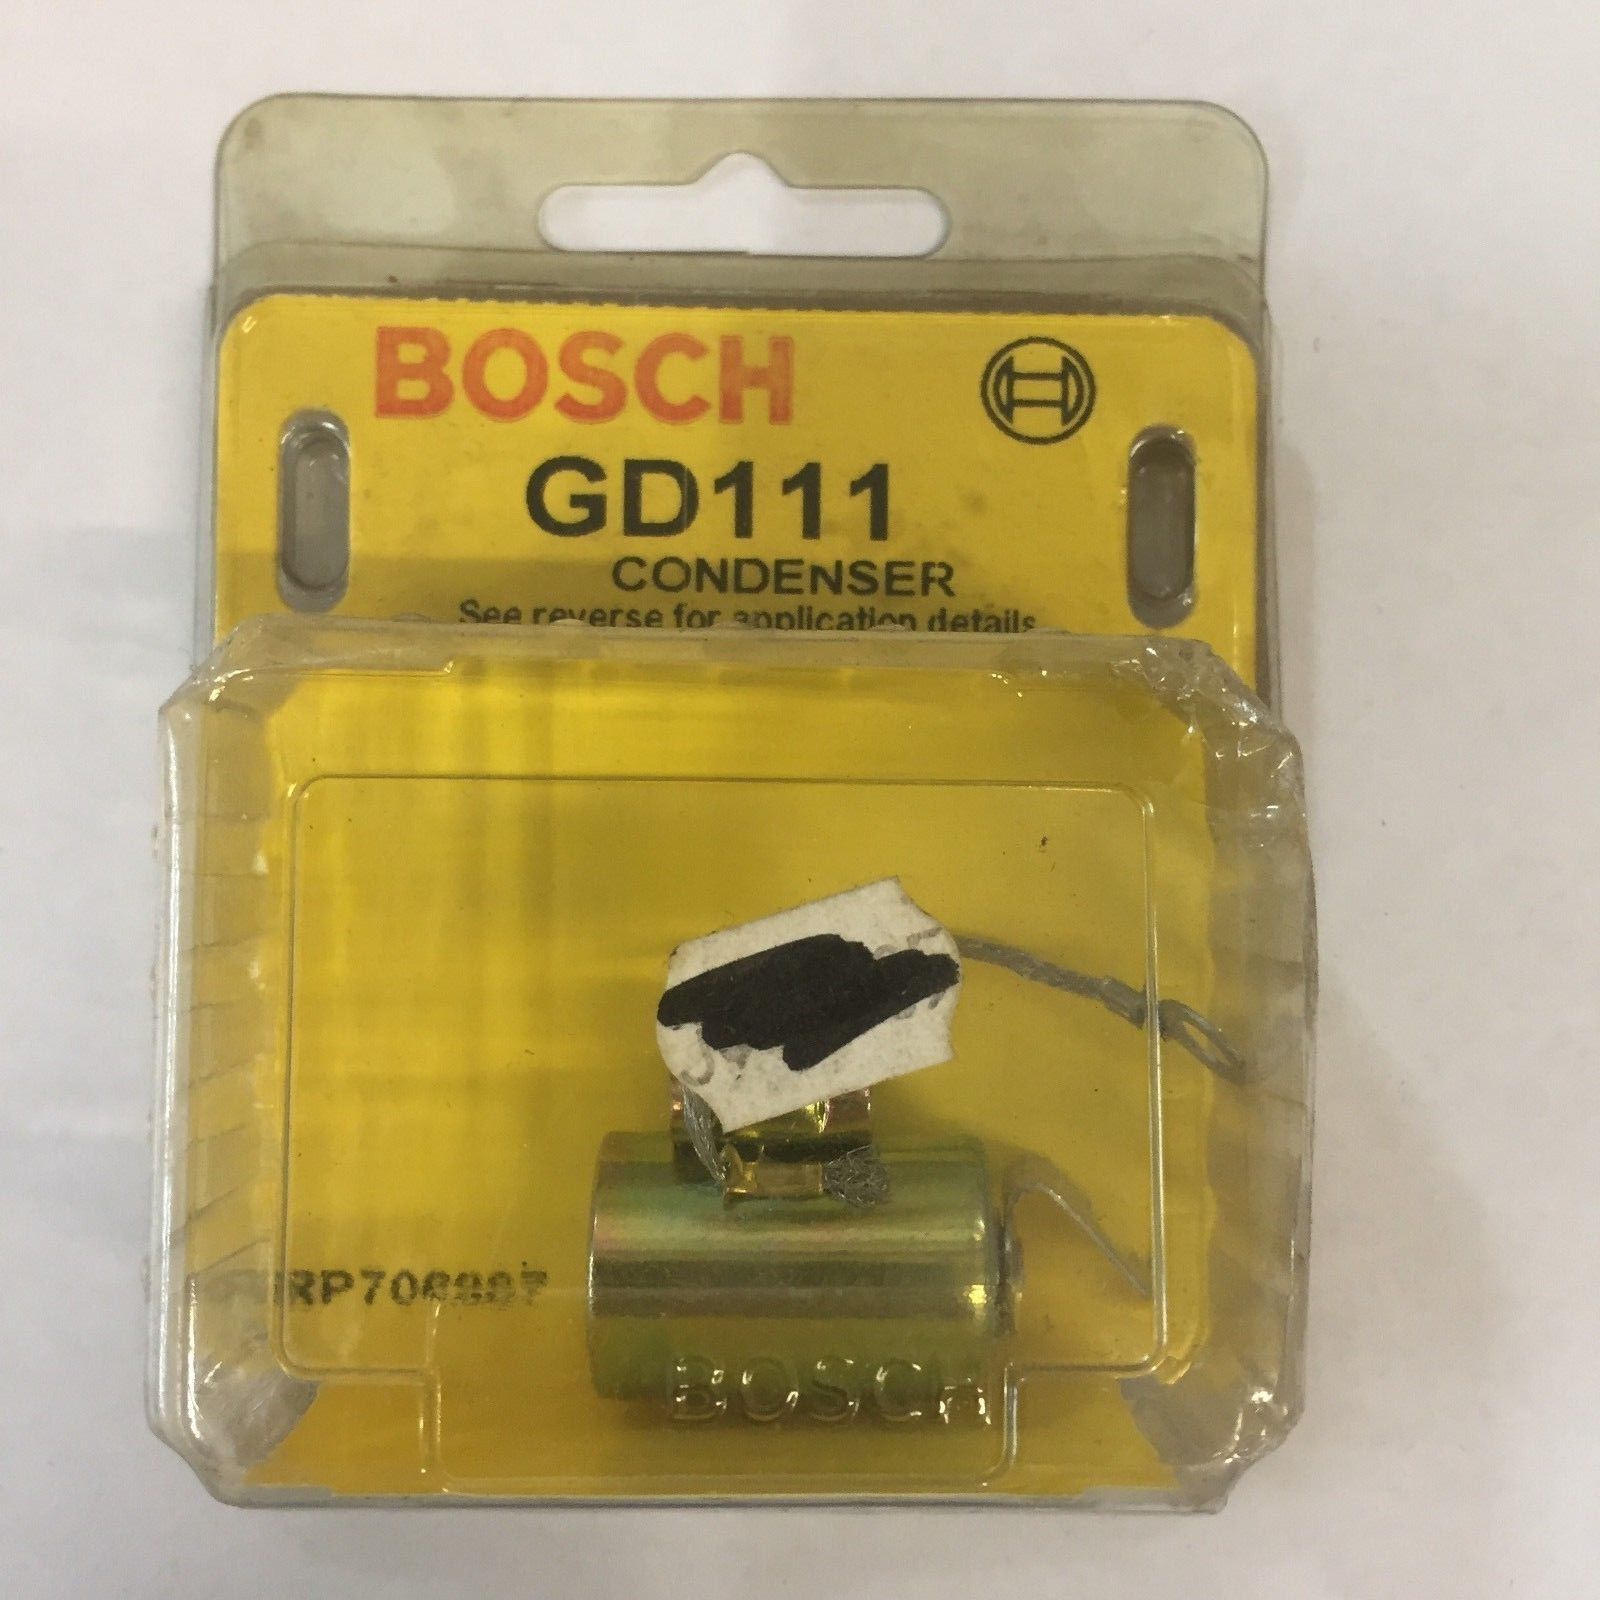 BOSCH
GD111
CONDENSER
See reverse for application details
BOSCH